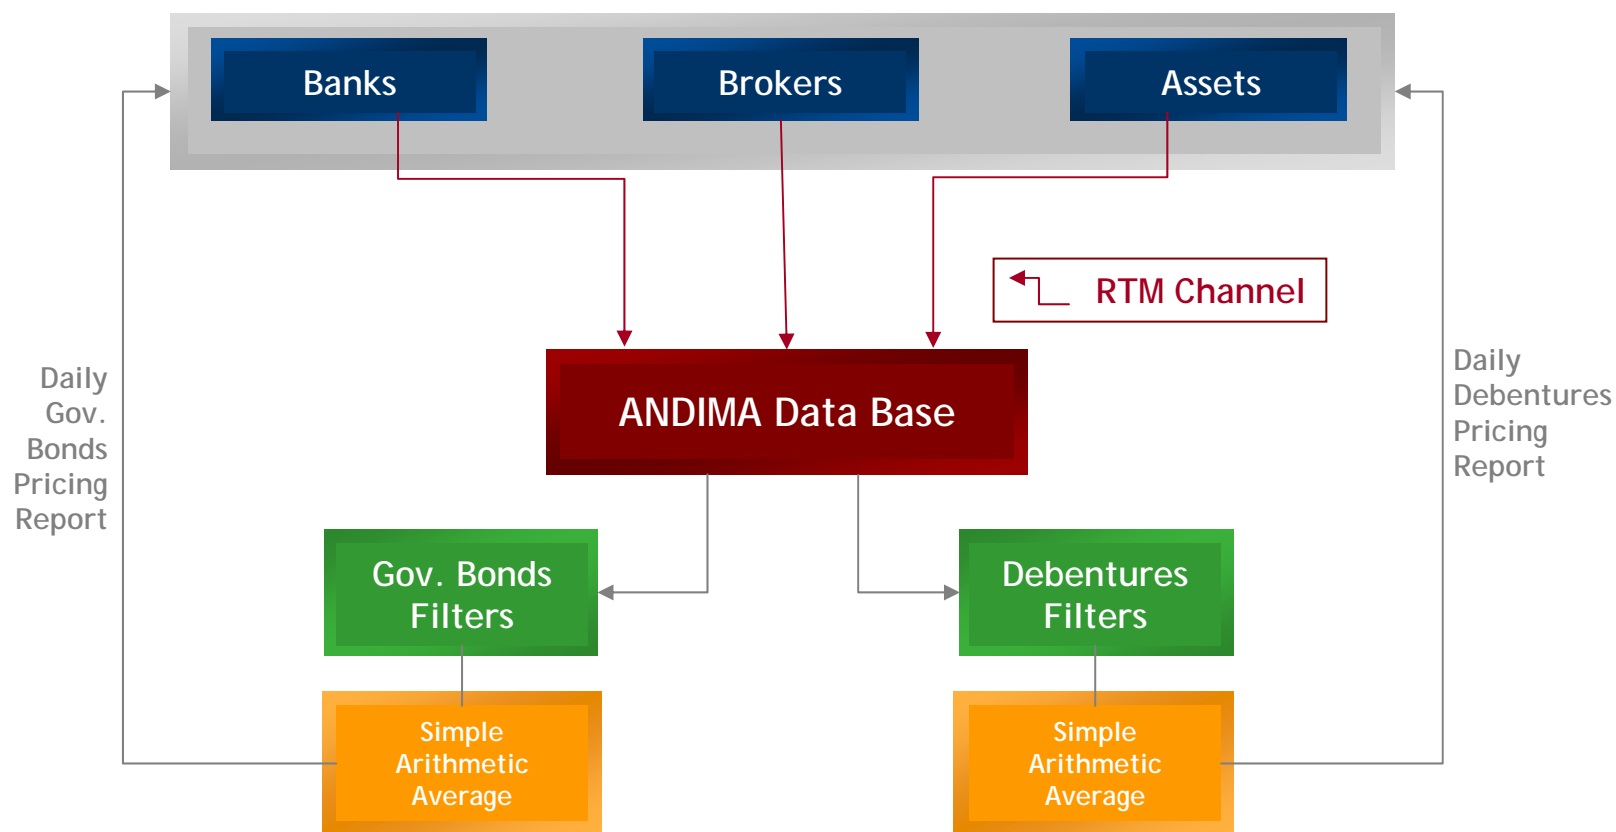 Banks
Brokers
Assets
RTM Channel
Daily
Gov.
Bonds
Pricing
Report
Daily
Debentures
Pricing
Report
ANDIMA Data Base
Gov. Bonds
Filters
Debentures
Filters
Simple
Arithmetic
Average
Simple
Arithmetic
Average